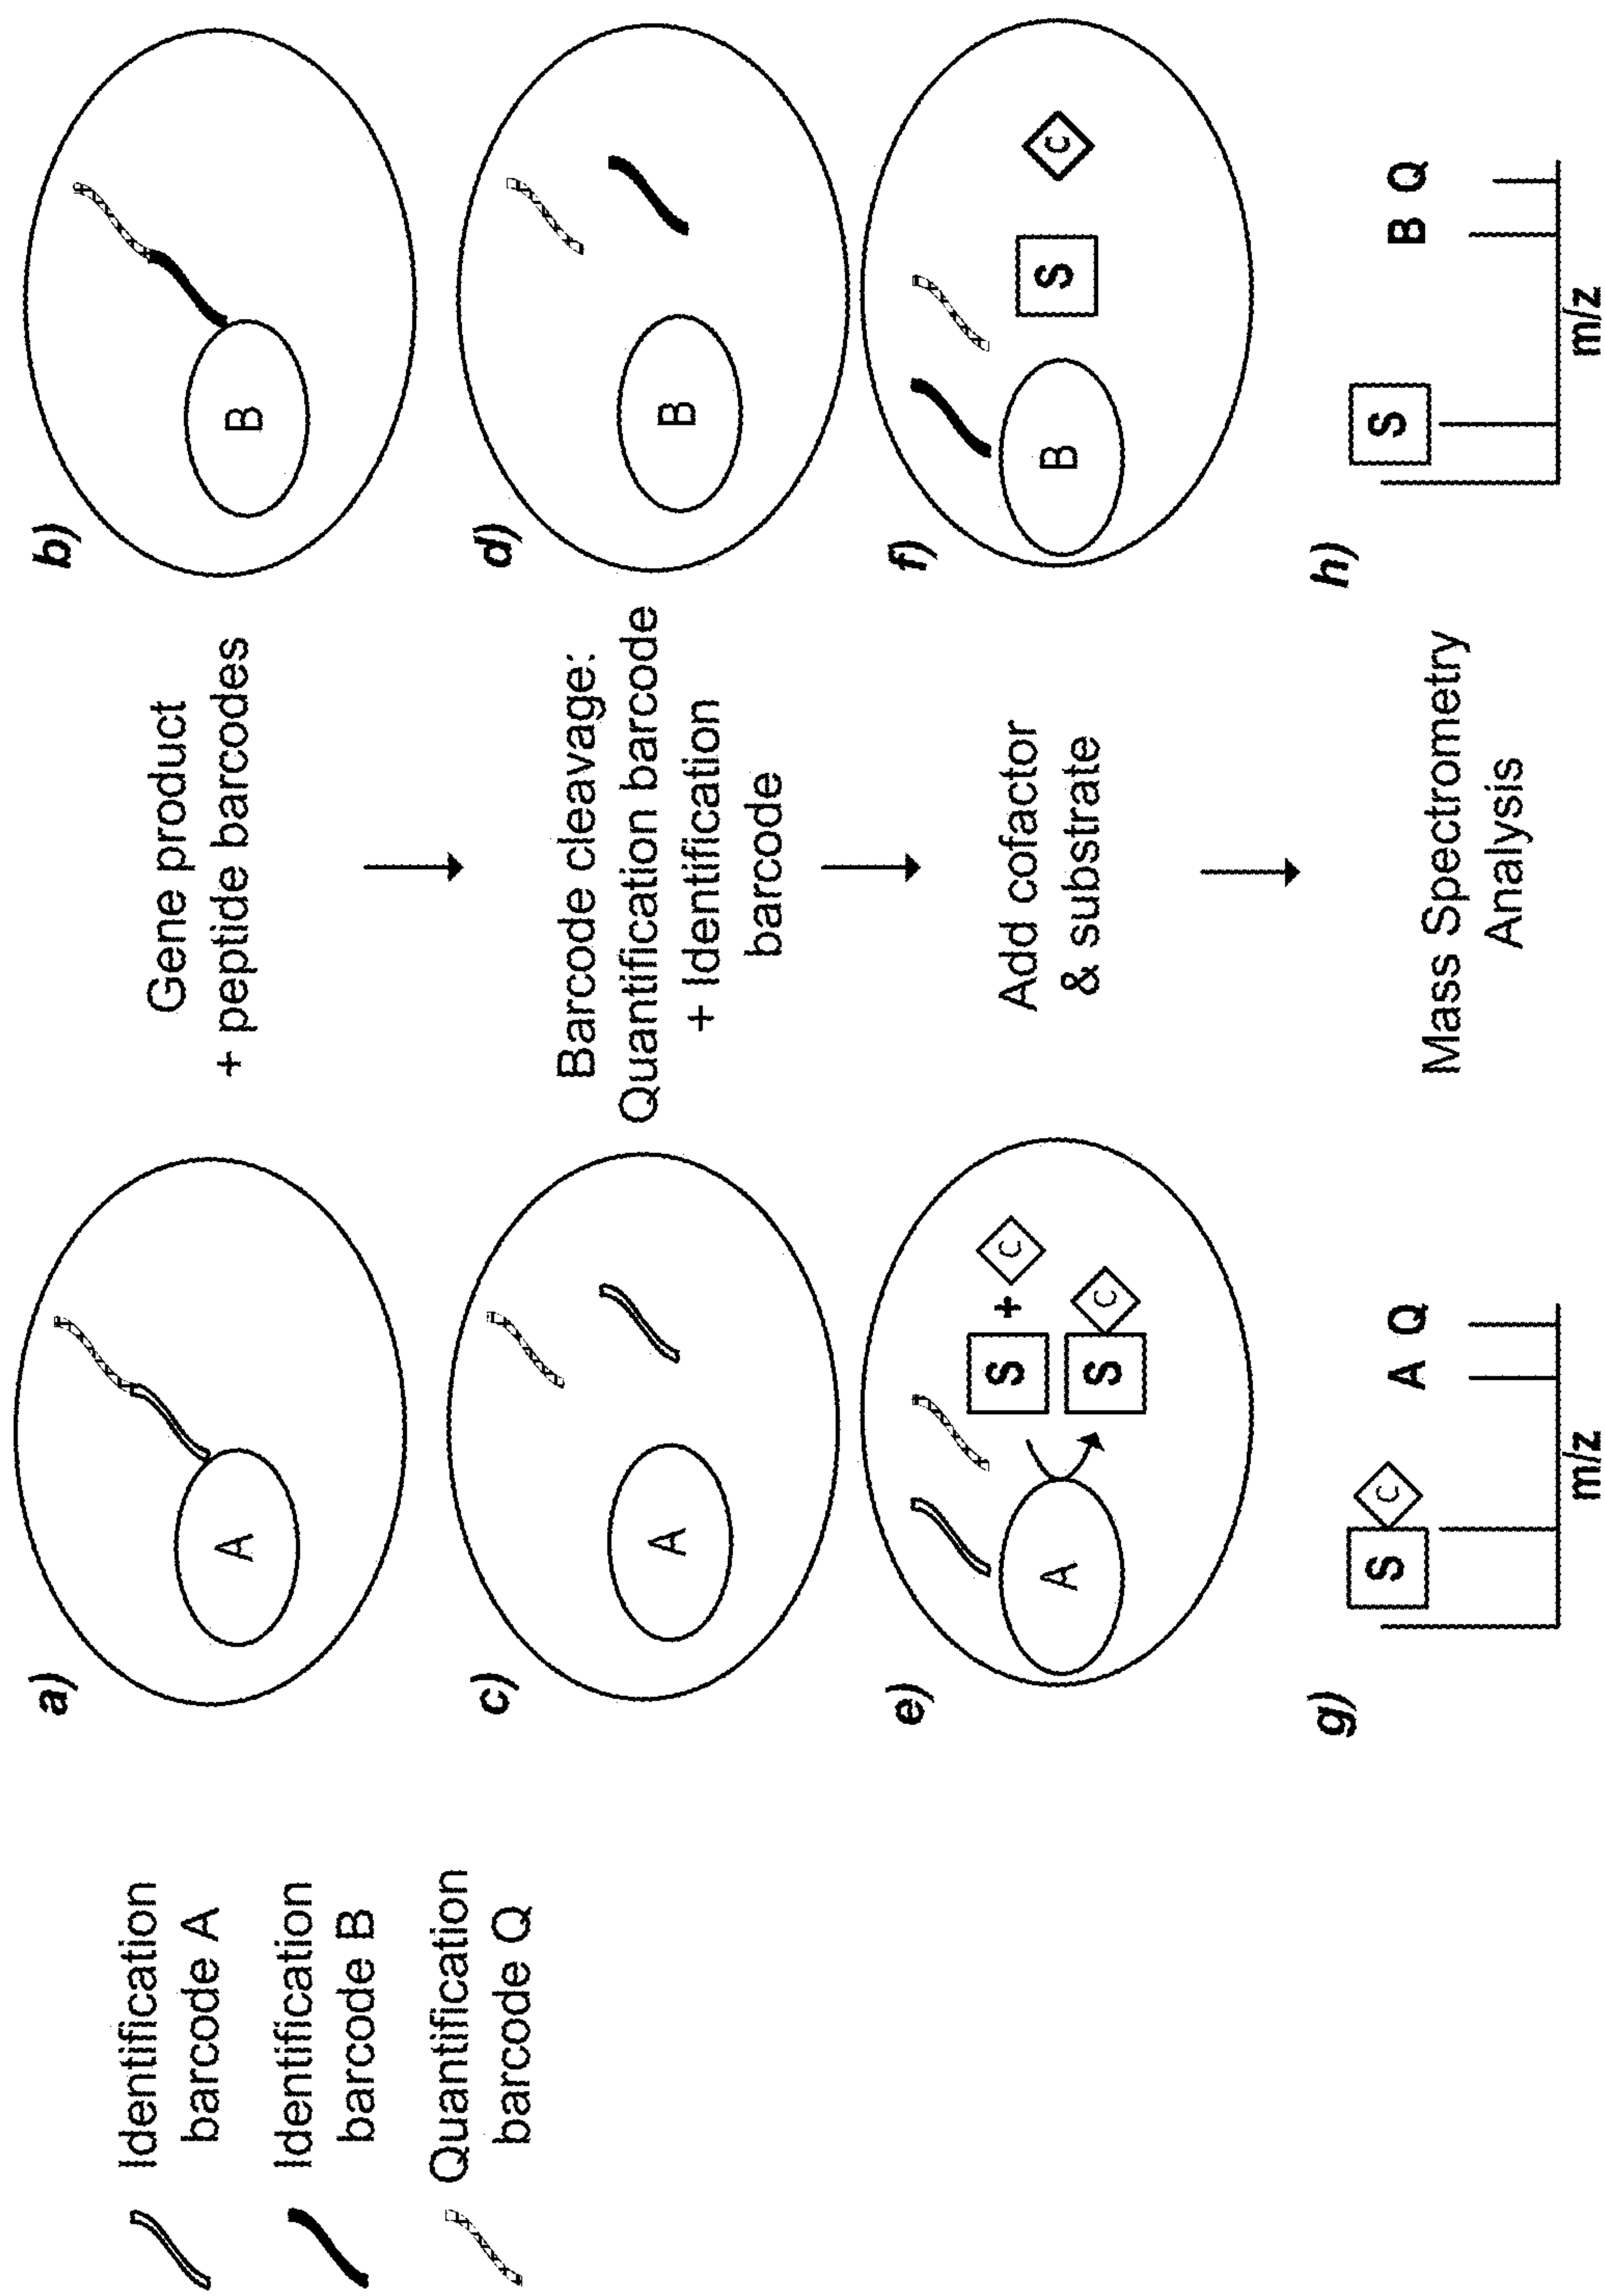 Identification
barcode A
Identification
barcode B
Quantification
barcode Q
a)
A
Gene product
+ peptide barcodes
b)
B
c)
A
Barcode cleavage:
Quantification barcode
+ Identification
barcode
d)
B
e)
A
S + C
S C
Add cofactor
& substrate
f)
B
S
C
g)
S C
A Q
m/z
Mass Spectrometry
Analysis
h)
S
B Q
m/z